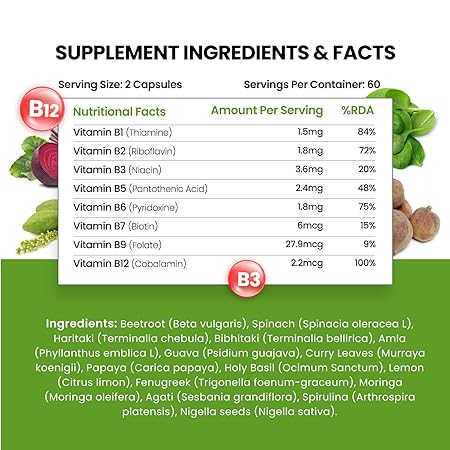 SUPPLEMENT INGREDIENTS & FACTS
Serving Size: 2 Capsules Servings Per Container: 60
B12
Nutritional Facts Amount Per Serving %RDA
Vitamin B1 (Thiamine) 1.5mg 84%
Vitamin B2 (Riboflavin) 1.8mg 72%
Vitamin B3 (Niacin) 3.6mg 20%
Vitamin B5 (Pantothenic Acid) 2.4mg 48%
Vitamin B6 (Pyridoxine) 1.8mg 75%
Vitamin B7 (Biotin) 6mcg 15%
Vitamin B9 (Folate) 27.9mcg 9%
Vitamin B12 (Cobalamin) 2.2mcg 100%
B3
Ingredients: Beetroot (Beta vulgaris), Spinach (Spinacia oleracea L),
Haritaki (Terminalia chebula), Bibhitaki (Terminalia bellirica), Amla
(Phyllanthus emblica L), Guava (Psidium guajava), Curry Leaves (Murraya
koenigii), Papaya (Carica papaya), Holy Basil (Ocimum Sanctum), Lemon
(Citrus limon), Fenugreek (Trigonella foenum-graceum), Moringa
(Moringa oleifera), Agati (Sesbania grandiflora), Spirulina (Arthrospira
platensis), Nigella seeds (Nigella sativa).